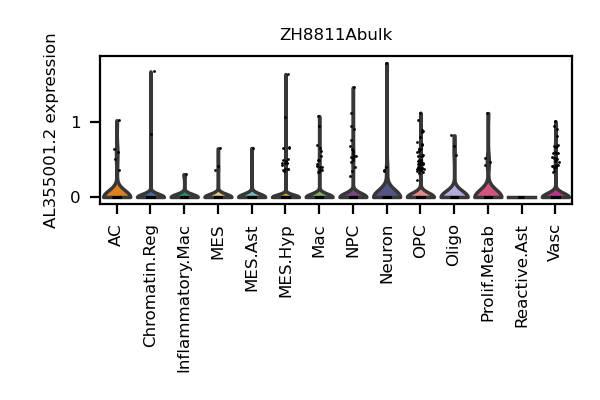 ZH8811Abulk
AL355001.2 expression
1
0
AC
Chromatin.Reg
Inflammatory.Mac
MES
MES.Ast
MES.Hyp
Mac
NPC
Neuron
OPC
Oligo
Prolif.Metab
Reactive.Ast
Vasc